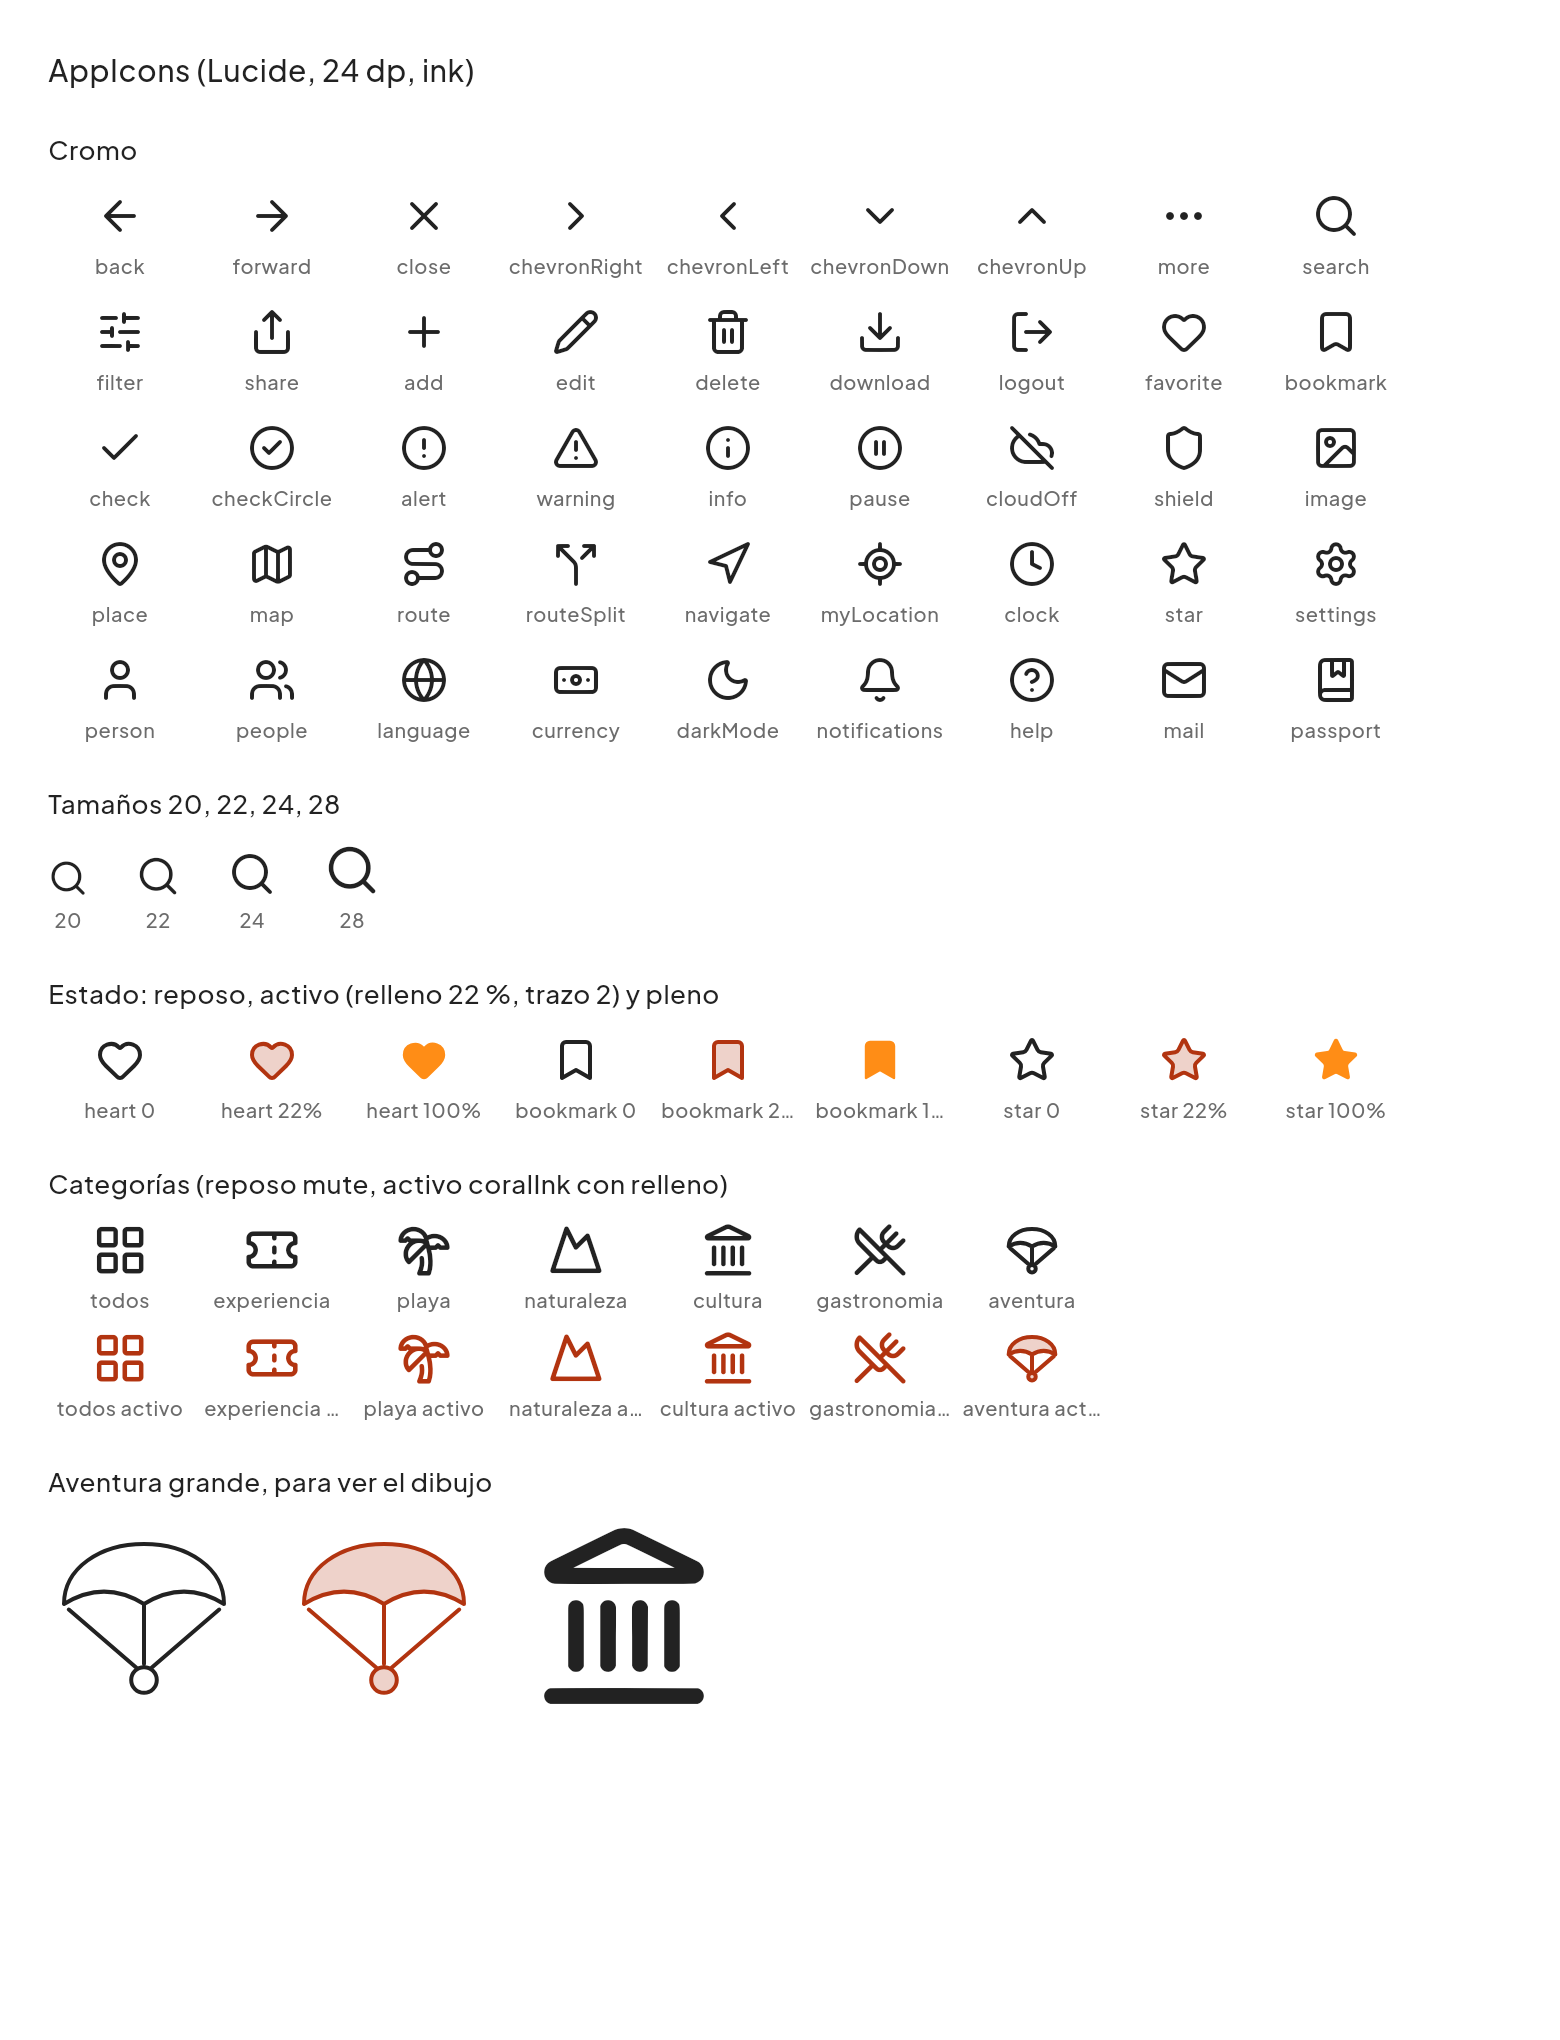 AppIcons (Lucide, 24 dp, ink)
Cromo
back forward close chevronRight chevronLeft chevronDown chevronUp more search
filter share add edit delete download logout favorite bookmark
check checkCircle alert warning info pause cloudOff shield image
place map route routeSplit navigate myLocation clock star settings
person people language currency darkMode notifications help mail passport
Tamaños 20, 22, 24, 28
20 22 24 28
Estado: reposo, activo (relleno 22 %, trazo 2) y pleno
heart 0 heart 22% heart 100% bookmark 0 bookmark 2... bookmark 1... star 0 star 22% star 100%
Categorías (reposo mute, activo coralInk con relleno)
todos experiencia playa naturaleza cultura gastronomia aventura
todos activo experiencia ... playa activo naturaleza a... cultura activo gastronomia... aventura act...
Aventura grande, para ver el dibujo